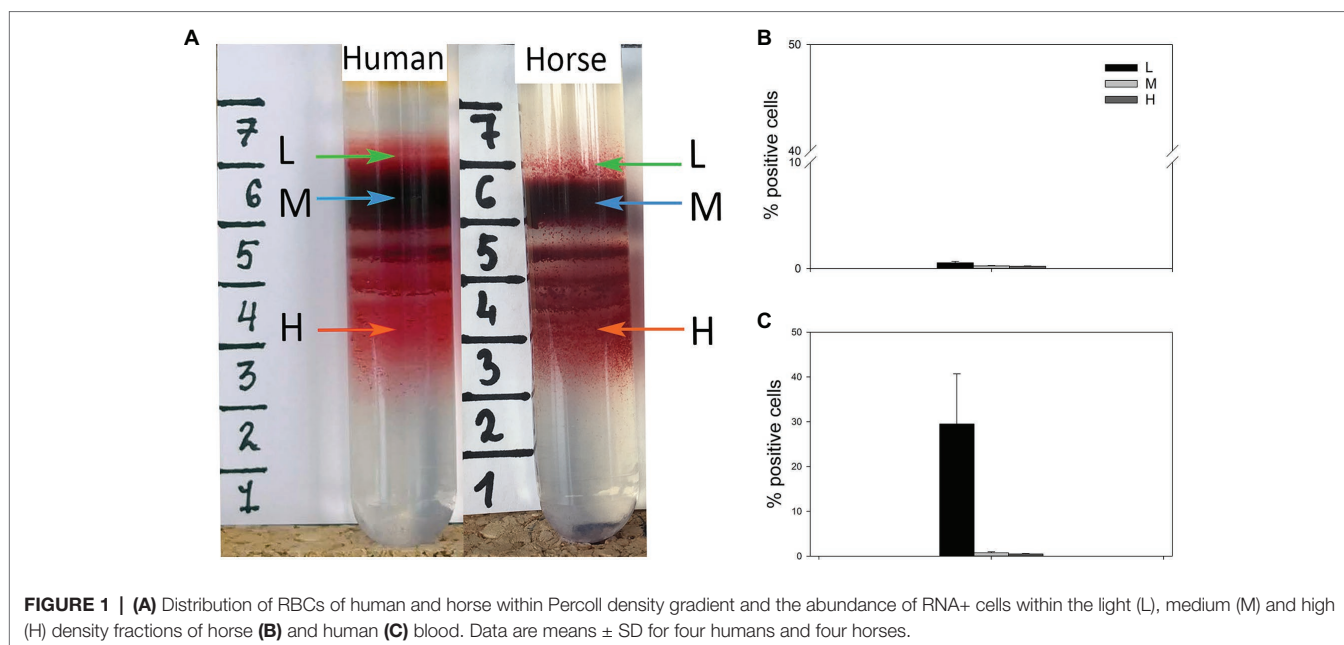 A
Human
Horse
7
6
5
4
3
2
1
7
6
5
4
3
2
1
L
M
H
L
M
H
B
50
40
10
0
% positive cells
L
M
H
C
50
40
30
20
10
0
% positive cells
FIGURE 1 | (A) Distribution of RBCs of human and horse within Percoll density gradient and the abundance of RNA+ cells within the light (L), medium (M) and high
(H) density fractions of horse (B) and human (C) blood. Data are means ± SD for four humans and four horses.